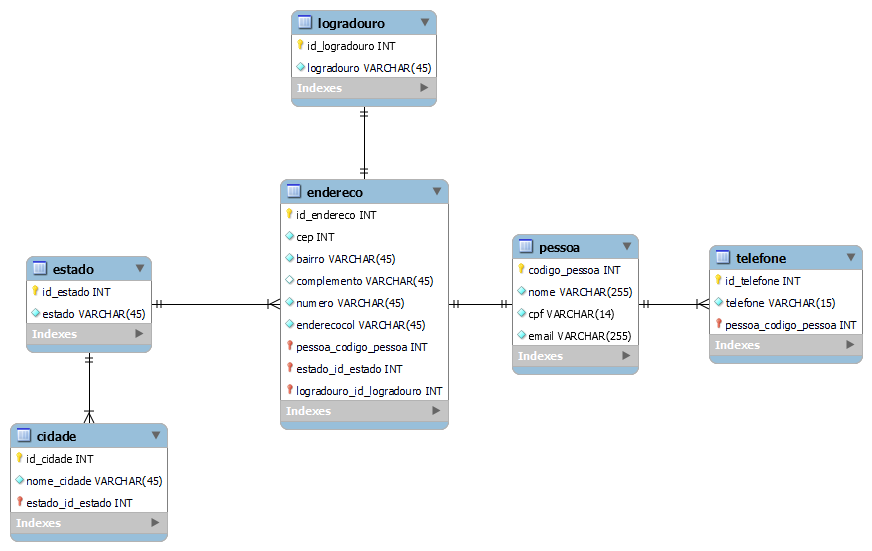 logradouro
id_logradouro INT
logradouro VARCHAR(45)
Indexes
endereco
id_endereco INT
cep INT
bairro VARCHAR(45)
complemento VARCHAR(45)
numero VARCHAR(45)
enderecocol VARCHAR(45)
pessoa_codigo_pessoa INT
estado_id_estado INT
logradouro_id_logradouro INT
Indexes
pessoa
codigo_pessoa INT
nome VARCHAR(255)
cpf VARCHAR(14)
email VARCHAR(255)
Indexes
telefone
id_telefone INT
telefone VARCHAR(15)
pessoa_codigo_pessoa INT
Indexes
estado
id_estado INT
estado VARCHAR(45)
Indexes
cidade
id_cidade INT
nome_cidade VARCHAR(45)
estado_id_estado INT
Indexes